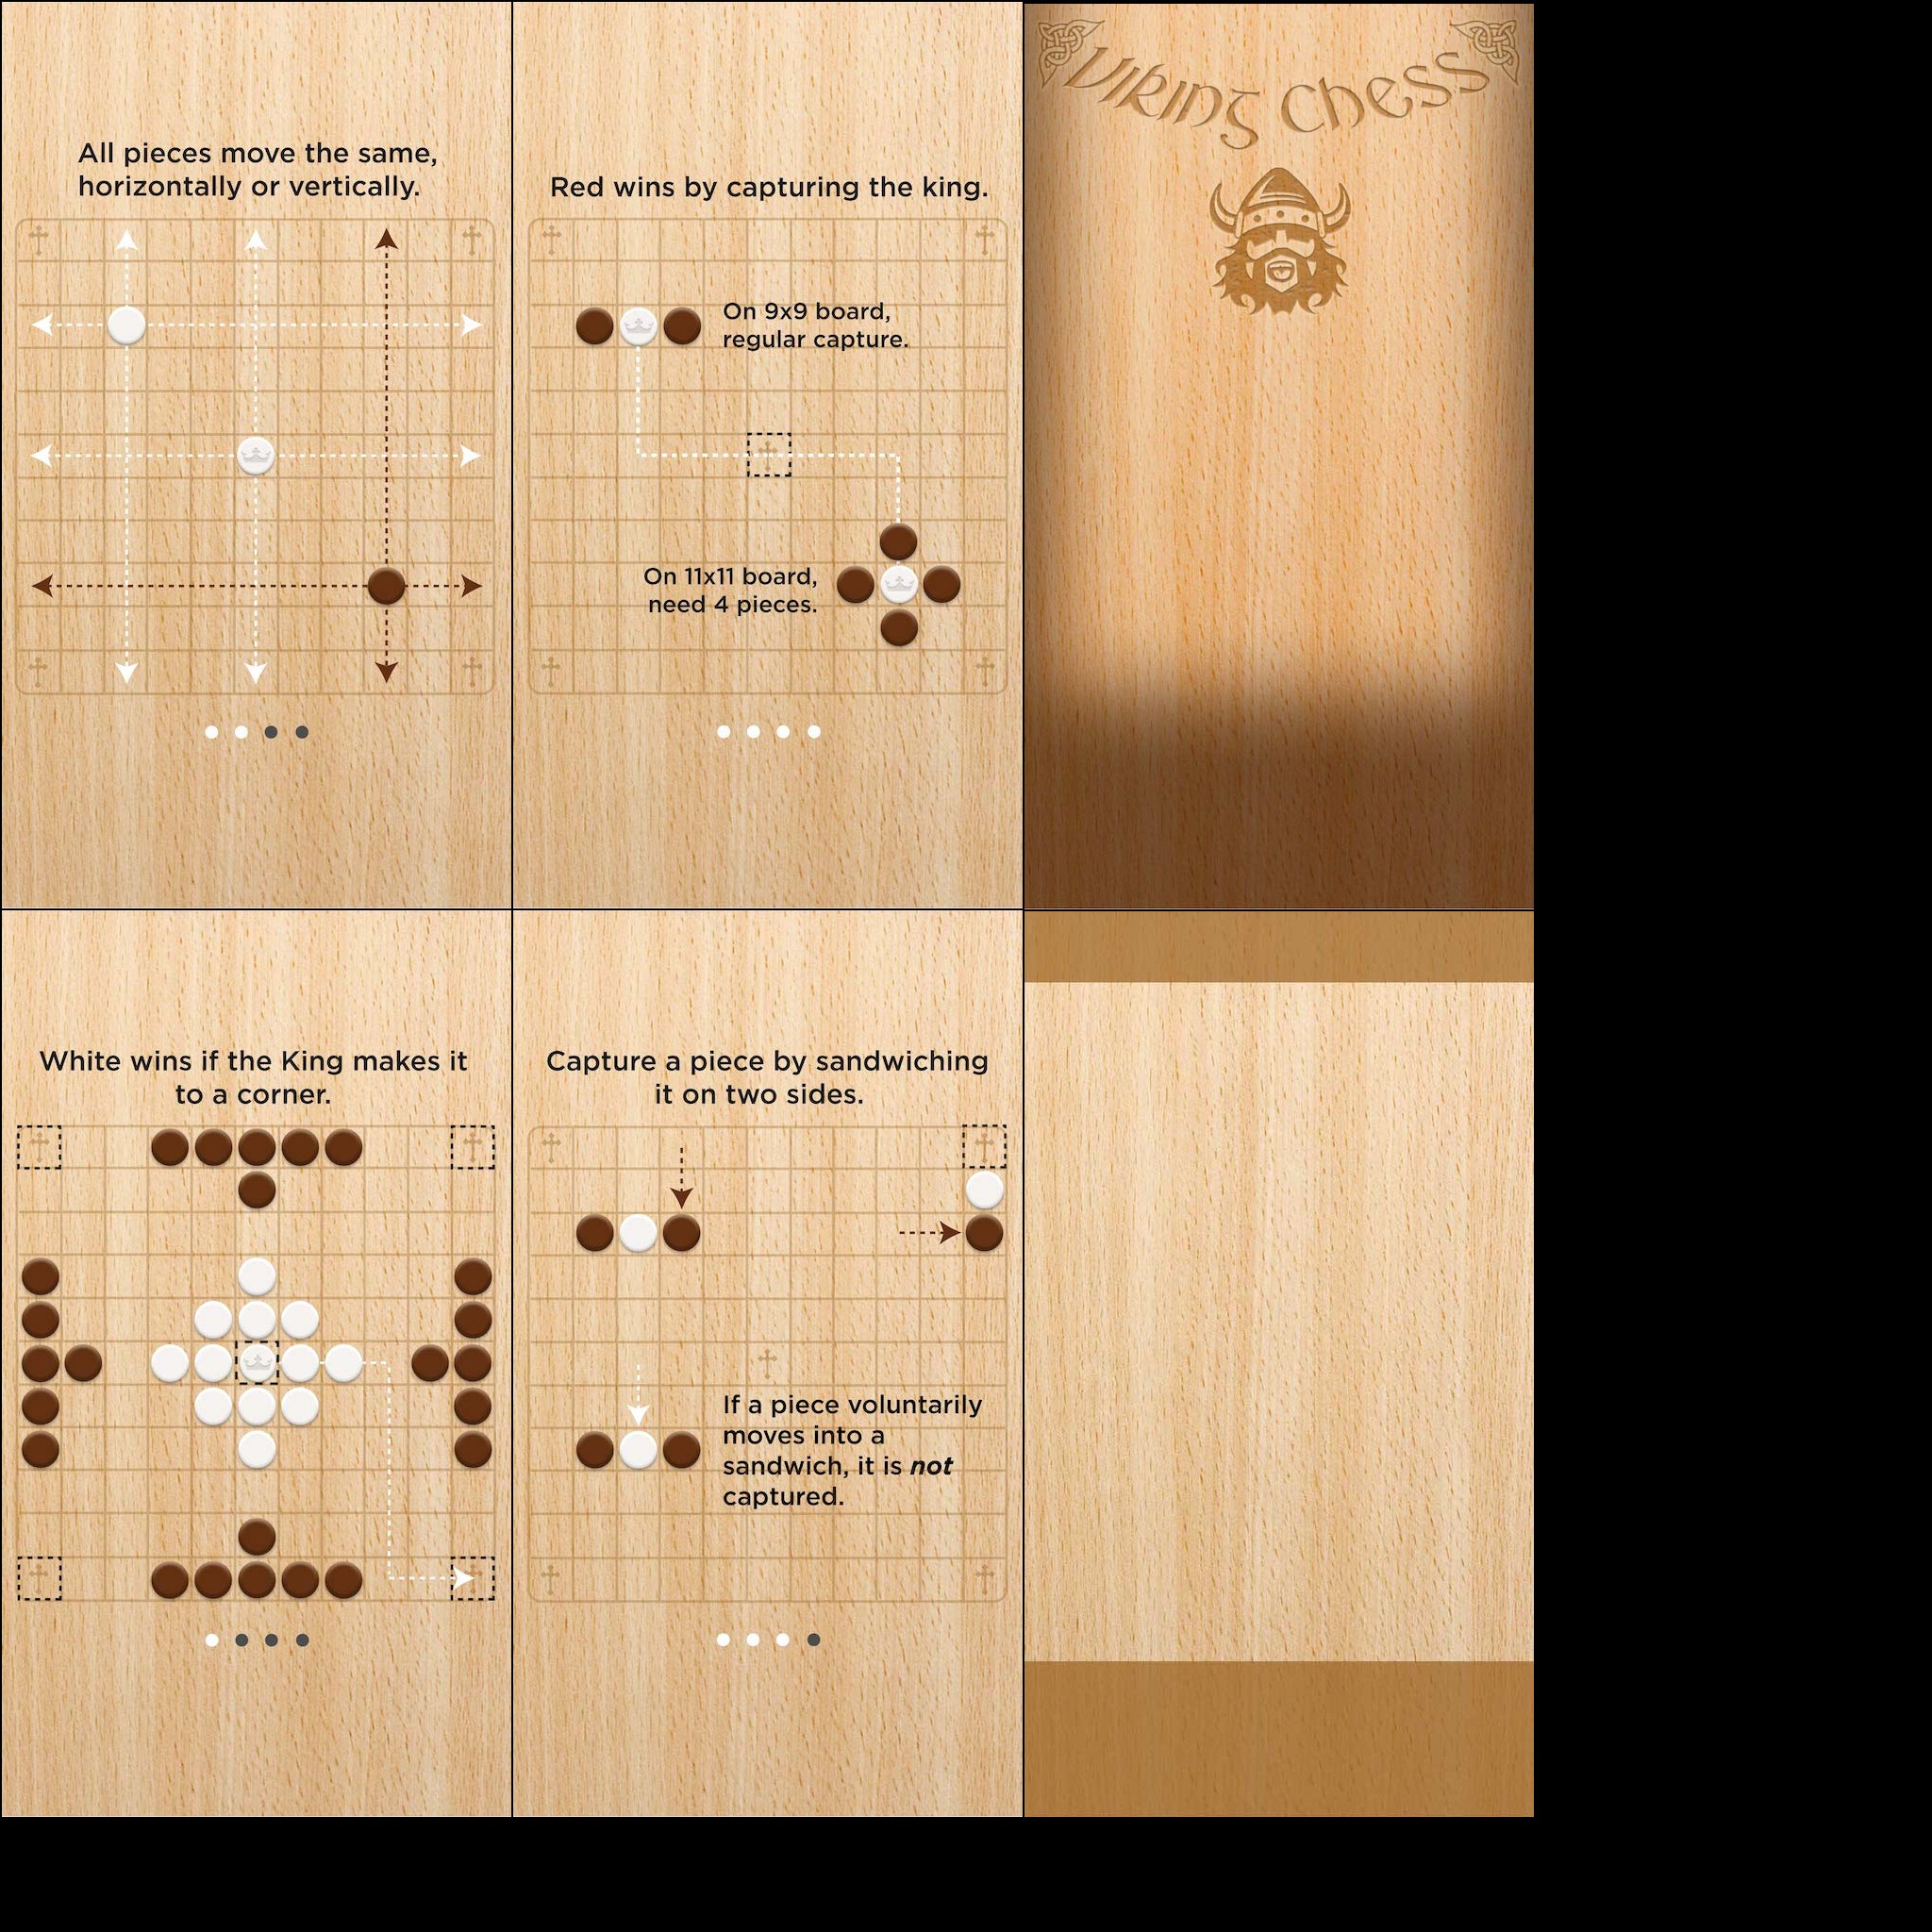 All pieces move the same,
horizontally or vertically.
Red wins by capturing the king.
On 9x9 board,
regular capture.
On 11x11 board,
need 4 pieces.
Viking Chess
White wins if the King makes it
to a corner.
Capture a piece by sandwiching
it on two sides.
If a piece voluntarily
moves into a
sandwich, it is not
captured.